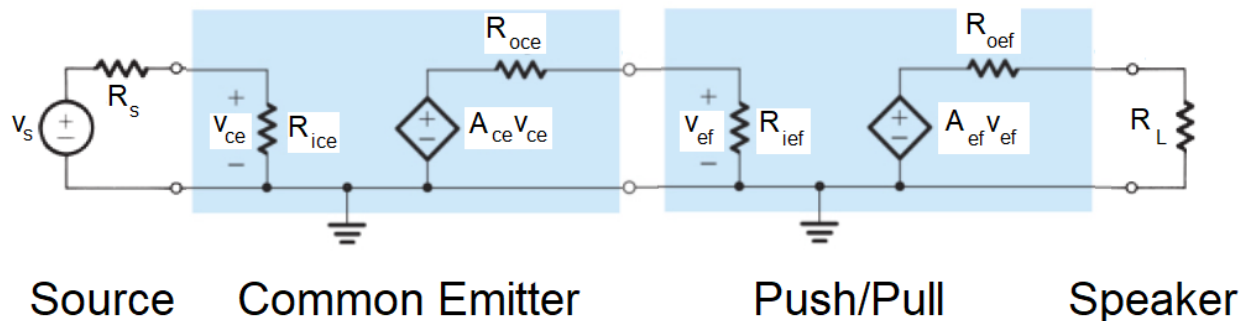 R_oce
R_oef
R_s
v_s
+
−
+
v_ce
−
R_ice
+
−
A_ce v_ce
+
v_ef
−
R_ief
+
−
A_ef v_ef
R_L
Source Common Emitter Push/Pull Speaker